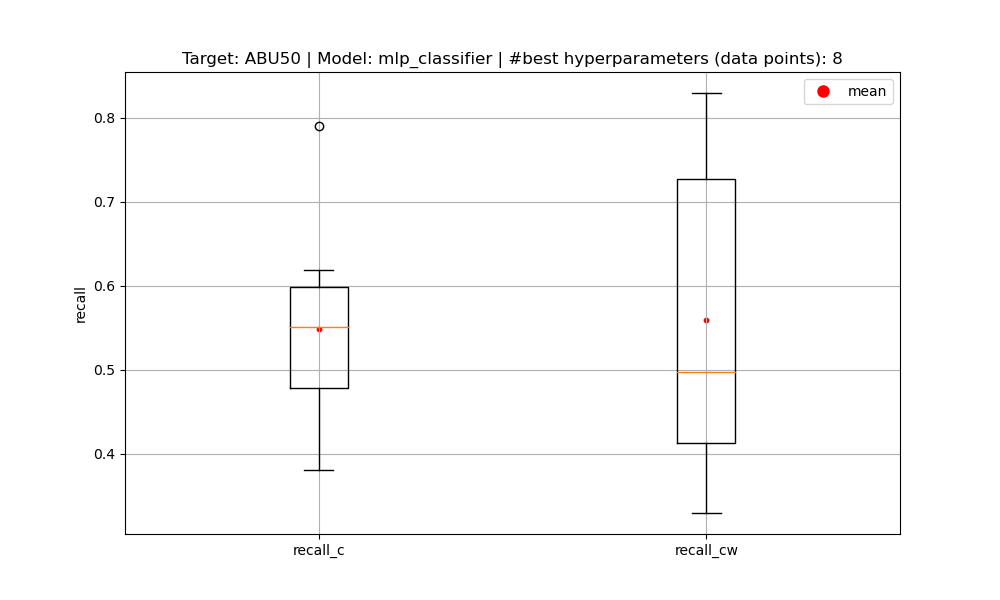 Target: ABU50 | Model: mlp_classifier | #best hyperparameters (data points): 8
mean
0.8
0.7
0.6
0.5
0.4
recall
recall_c
recall_cw